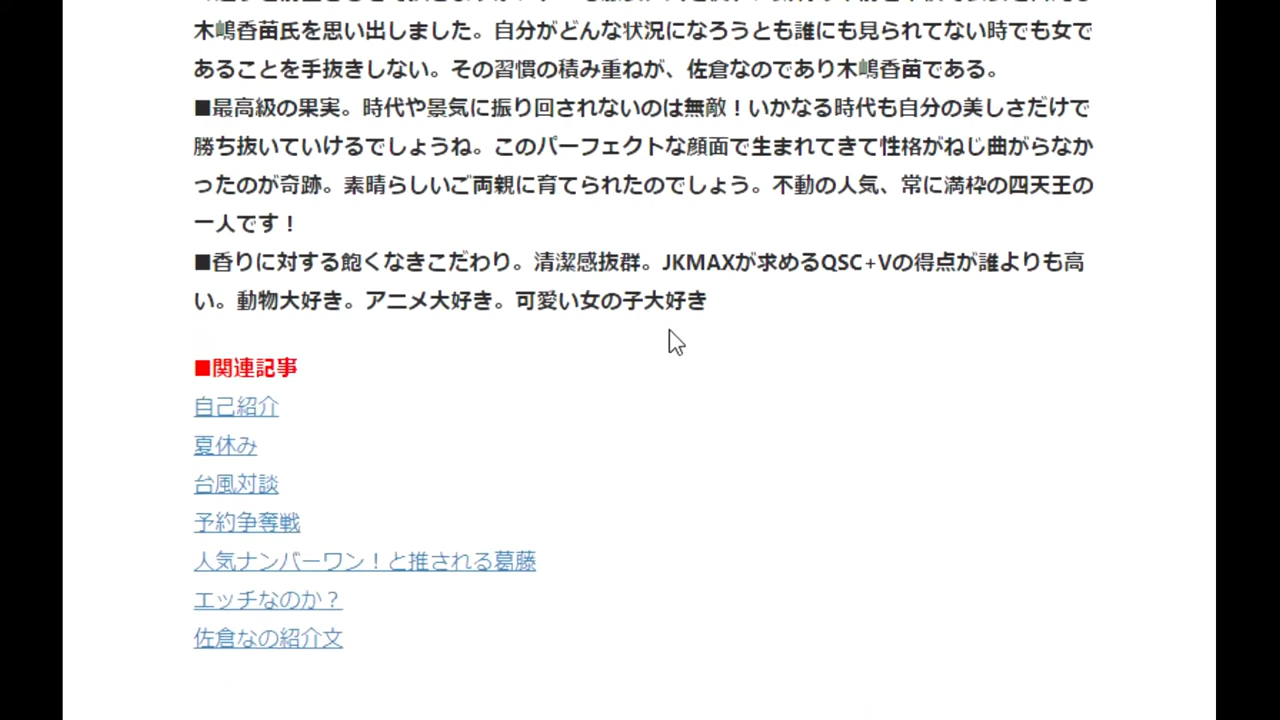 木嶋香苗氏を思い出しました。自分がどんな状況になろうとも誰にも見られてない時でも女で
あることを手抜きしない。その習慣の積み重ねが、佐倉なのであり木嶋香苗である。
■最高級の果実。時代や景気に振り回されないのは無敵！いかなる時代も自分の美しさだけで
勝ち抜いていけるでしょうね。このパーフェクトな顔面で生まれてきて性格がねじ曲がらなか
ったのが奇跡。素晴らしいご両親に育てられたのでしょう。不動の人気、常に満枠の四天王の
一人です！
■香りに対する飽くなきこだわり。清潔感抜群。JKMAXが求めるQSC+Vの得点が誰よりも高
い。動物大好き。アニメ大好き。可愛い女の子大好き
■関連記事
自己紹介
夏休み
台風対談
予約争奪戦
人気ナンバーワン！と推される葛藤
エッチなのか？
佐倉なの紹介文